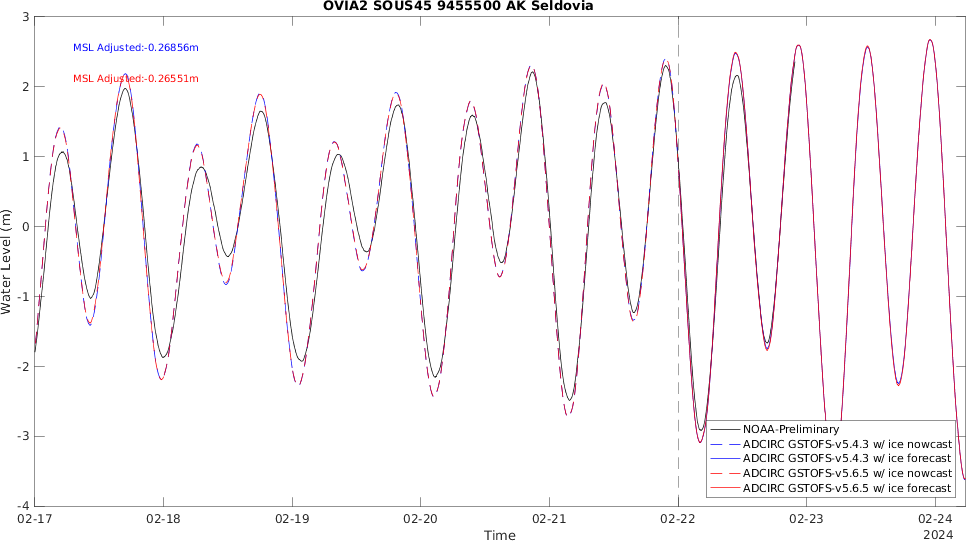 OVIA2 SOUS45 9455500 AK Seldovia
MSL Adjusted:-0.26856m
MSL Adjusted:-0.26551m
Water Level (m)
3
2
1
0
-1
-2
-3
-4
NOAA-Preliminary
ADCIRC GSTOFS-v5.4.3 w/ ice nowcast
ADCIRC GSTOFS-v5.4.3 w/ ice forecast
ADCIRC GSTOFS-v5.6.5 w/ ice nowcast
ADCIRC GSTOFS-v5.6.5 w/ ice forecast
02-17 02-18 02-19 02-20 02-21 02-22 02-23 02-24
Time
2024